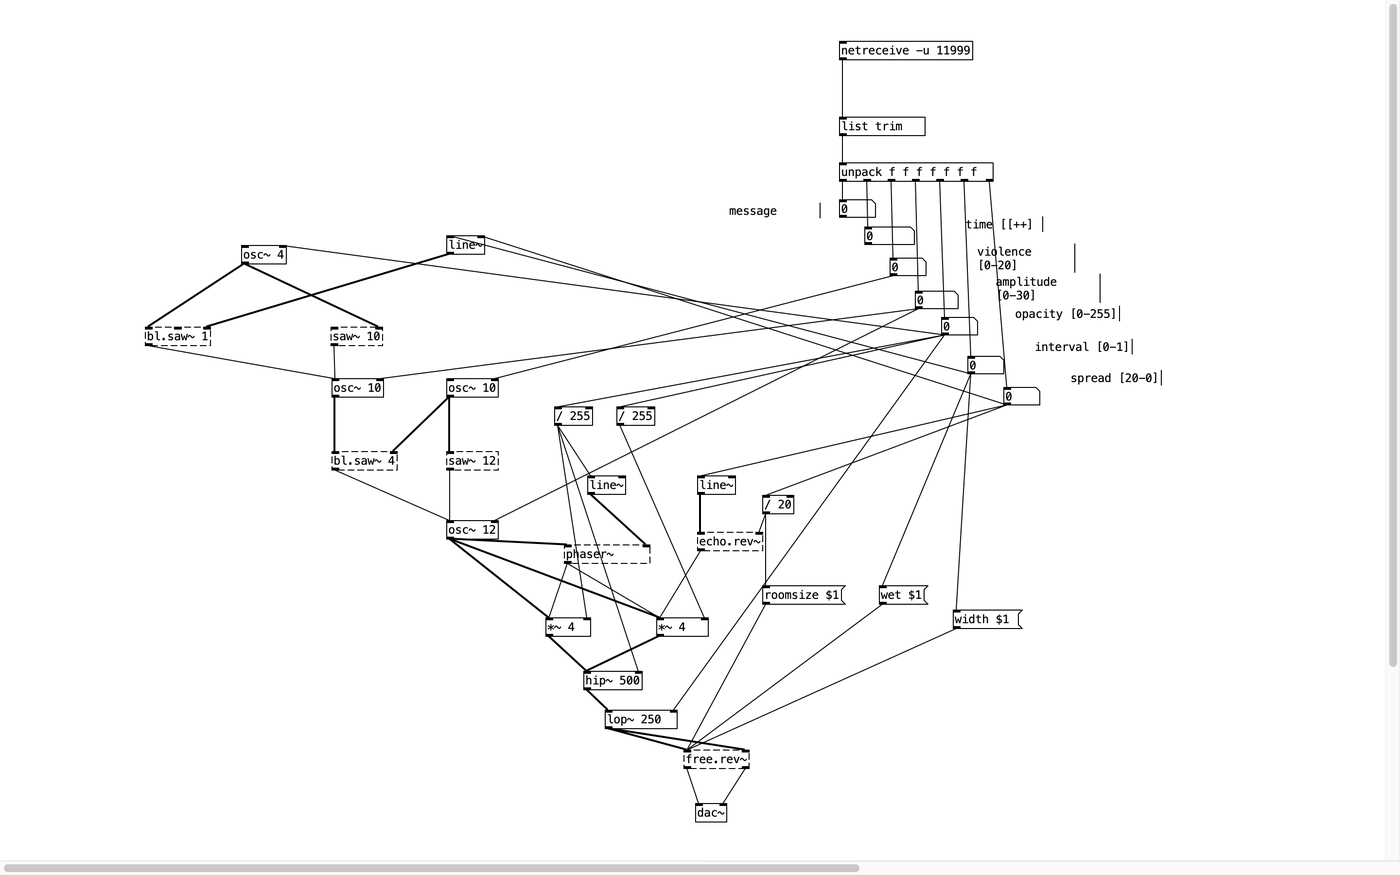 netreceive -u 11999
list trim
unpack f f f f f f f
message
0
time [[++]
0
violence
[0-20]
0
amplitude
[0-30]
0
opacity [0-255]
0
interval [0-1]
0
spread [20-0]
0
osc~ 4
line~
bl.saw~ 1
saw~ 10
osc~ 10
osc~ 10
/ 255
/ 255
bl.saw~ 4
saw~ 12
line~
line~
/ 20
osc~ 12
echo.rev~
phaser~
roomsize $1
wet $1
width $1
*~ 4
*~ 4
hip~ 500
lop~ 250
free.rev~
dac~